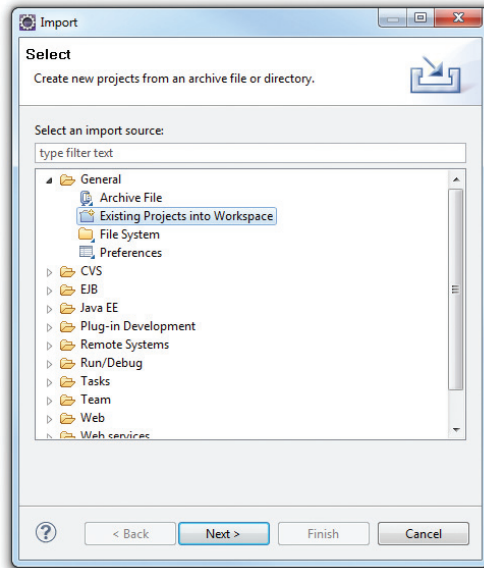 Import
Select
Create new projects from an archive file or directory.
Select an import source:
type filter text
General
Archive File
Existing Projects into Workspace
File System
Preferences
CVS
EJB
Java EE
Plug-in Development
Remote Systems
Run/Debug
Tasks
Team
Web
Web services
?
< Back
Next >
Finish
Cancel